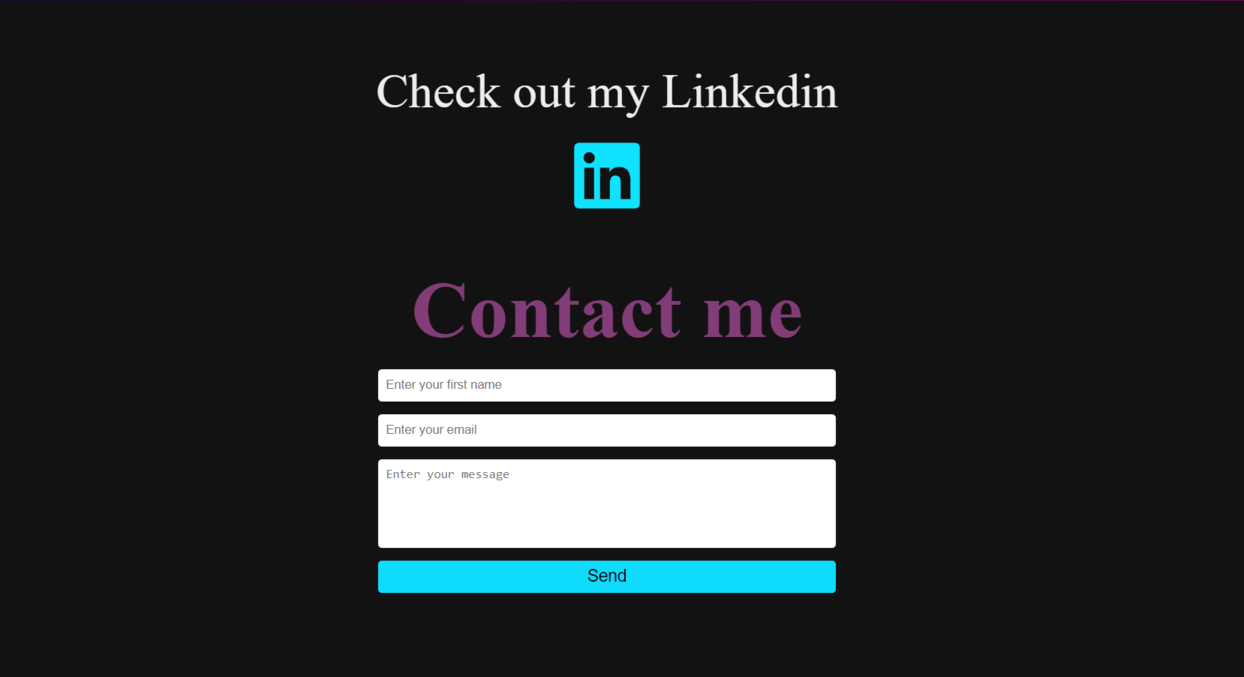 Check out my Linkedin
in
Contact me
Enter your first name
Enter your email
Enter your message
Send